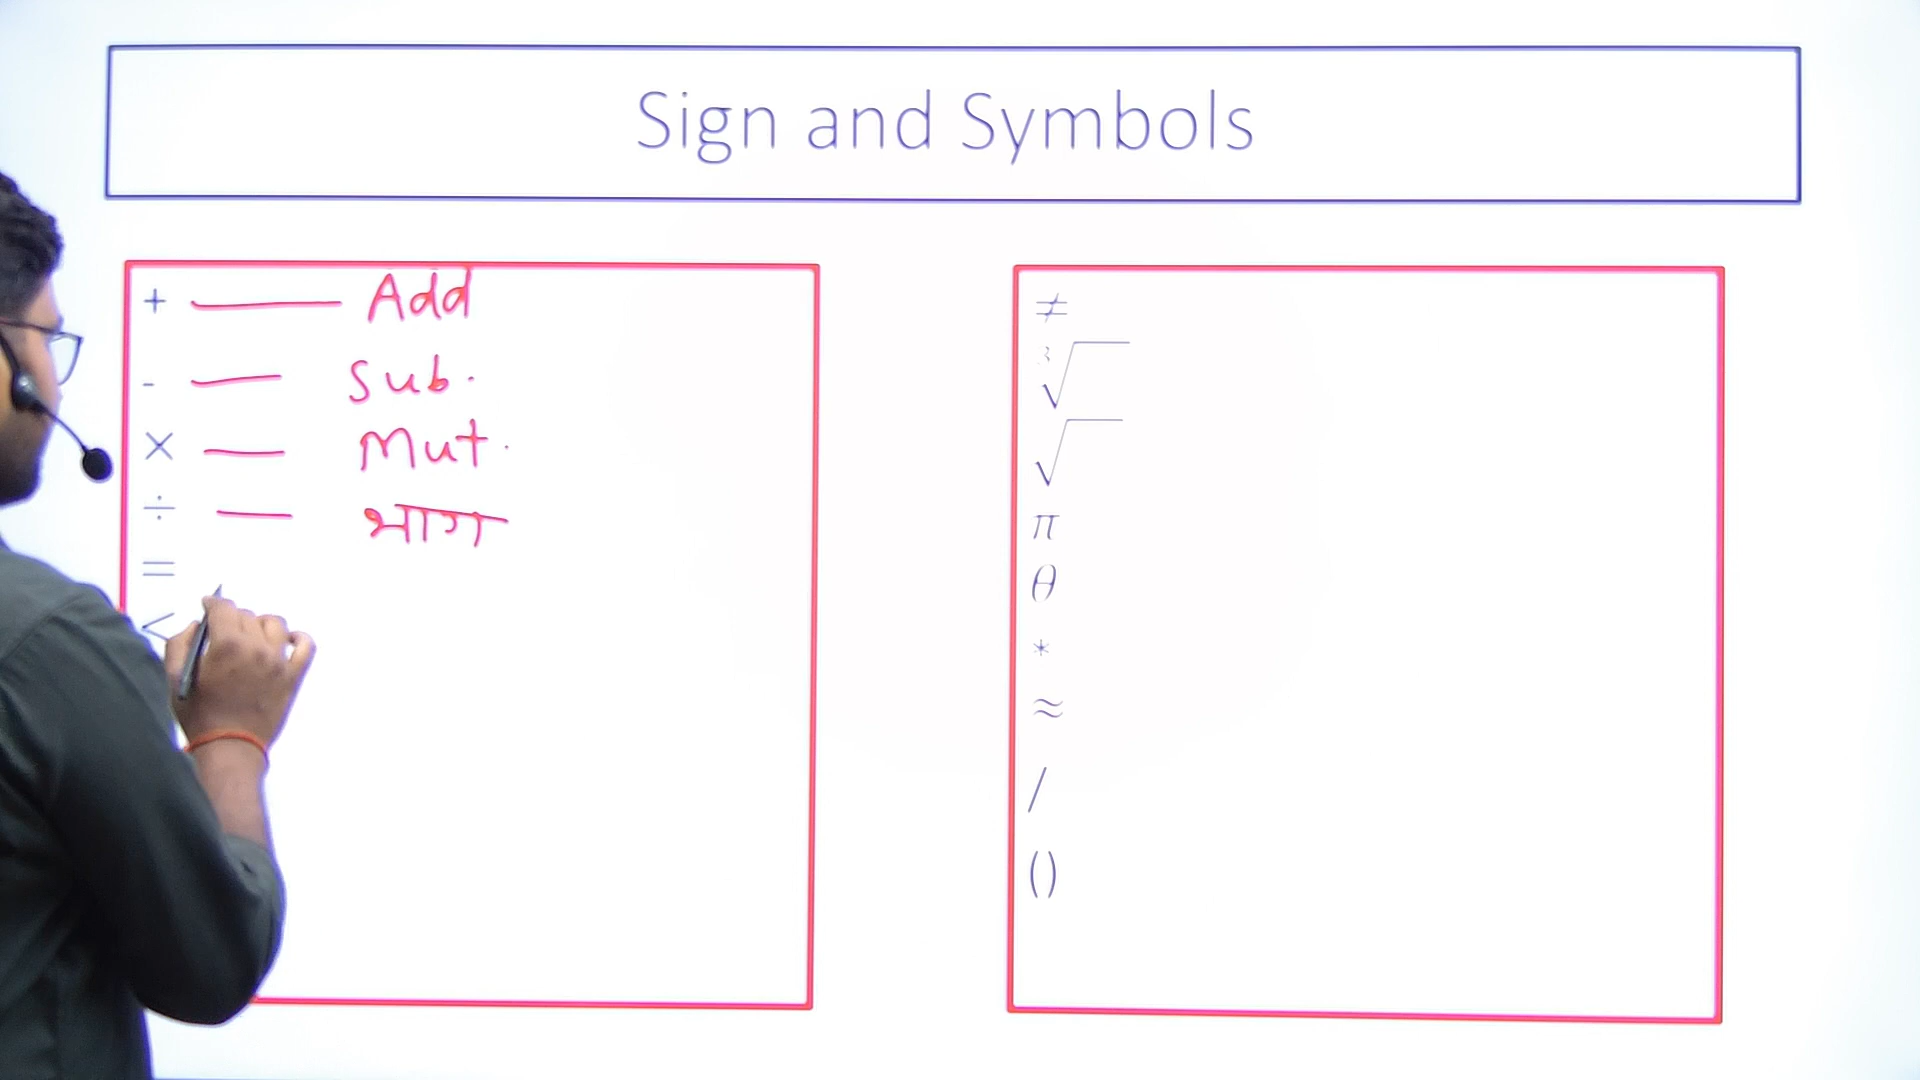 Sign and Symbols
+ — Add
- — Sub.
× — Mut.
÷ — भाग
=
<
≠
∛
√
π
θ
*
≈
/
()